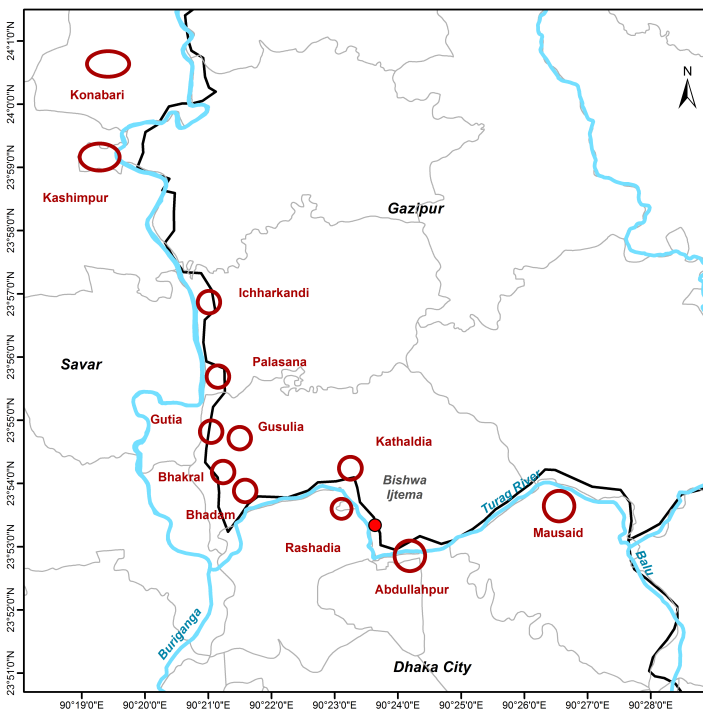 N
Konabari
Kashimpur
Gazipur
Ichharkandi
Savar
Palasana
Gutia
Gusulia
Kathaldia
Bhakral
Bishwa
Ijtema
Turag River
Bhadam
Mausaid
Rashadia
Balu
Abdullahpur
Buriganga
Dhaka City
24°1'0"N
24°0'0"N
23°59'0"N
23°58'0"N
23°57'0"N
23°56'0"N
23°55'0"N
23°54'0"N
23°53'0"N
23°52'0"N
23°51'0"N
90°19'0"E
90°20'0"E
90°21'0"E
90°22'0"E
90°23'0"E
90°24'0"E
90°25'0"E
90°26'0"E
90°27'0"E
90°28'0"E